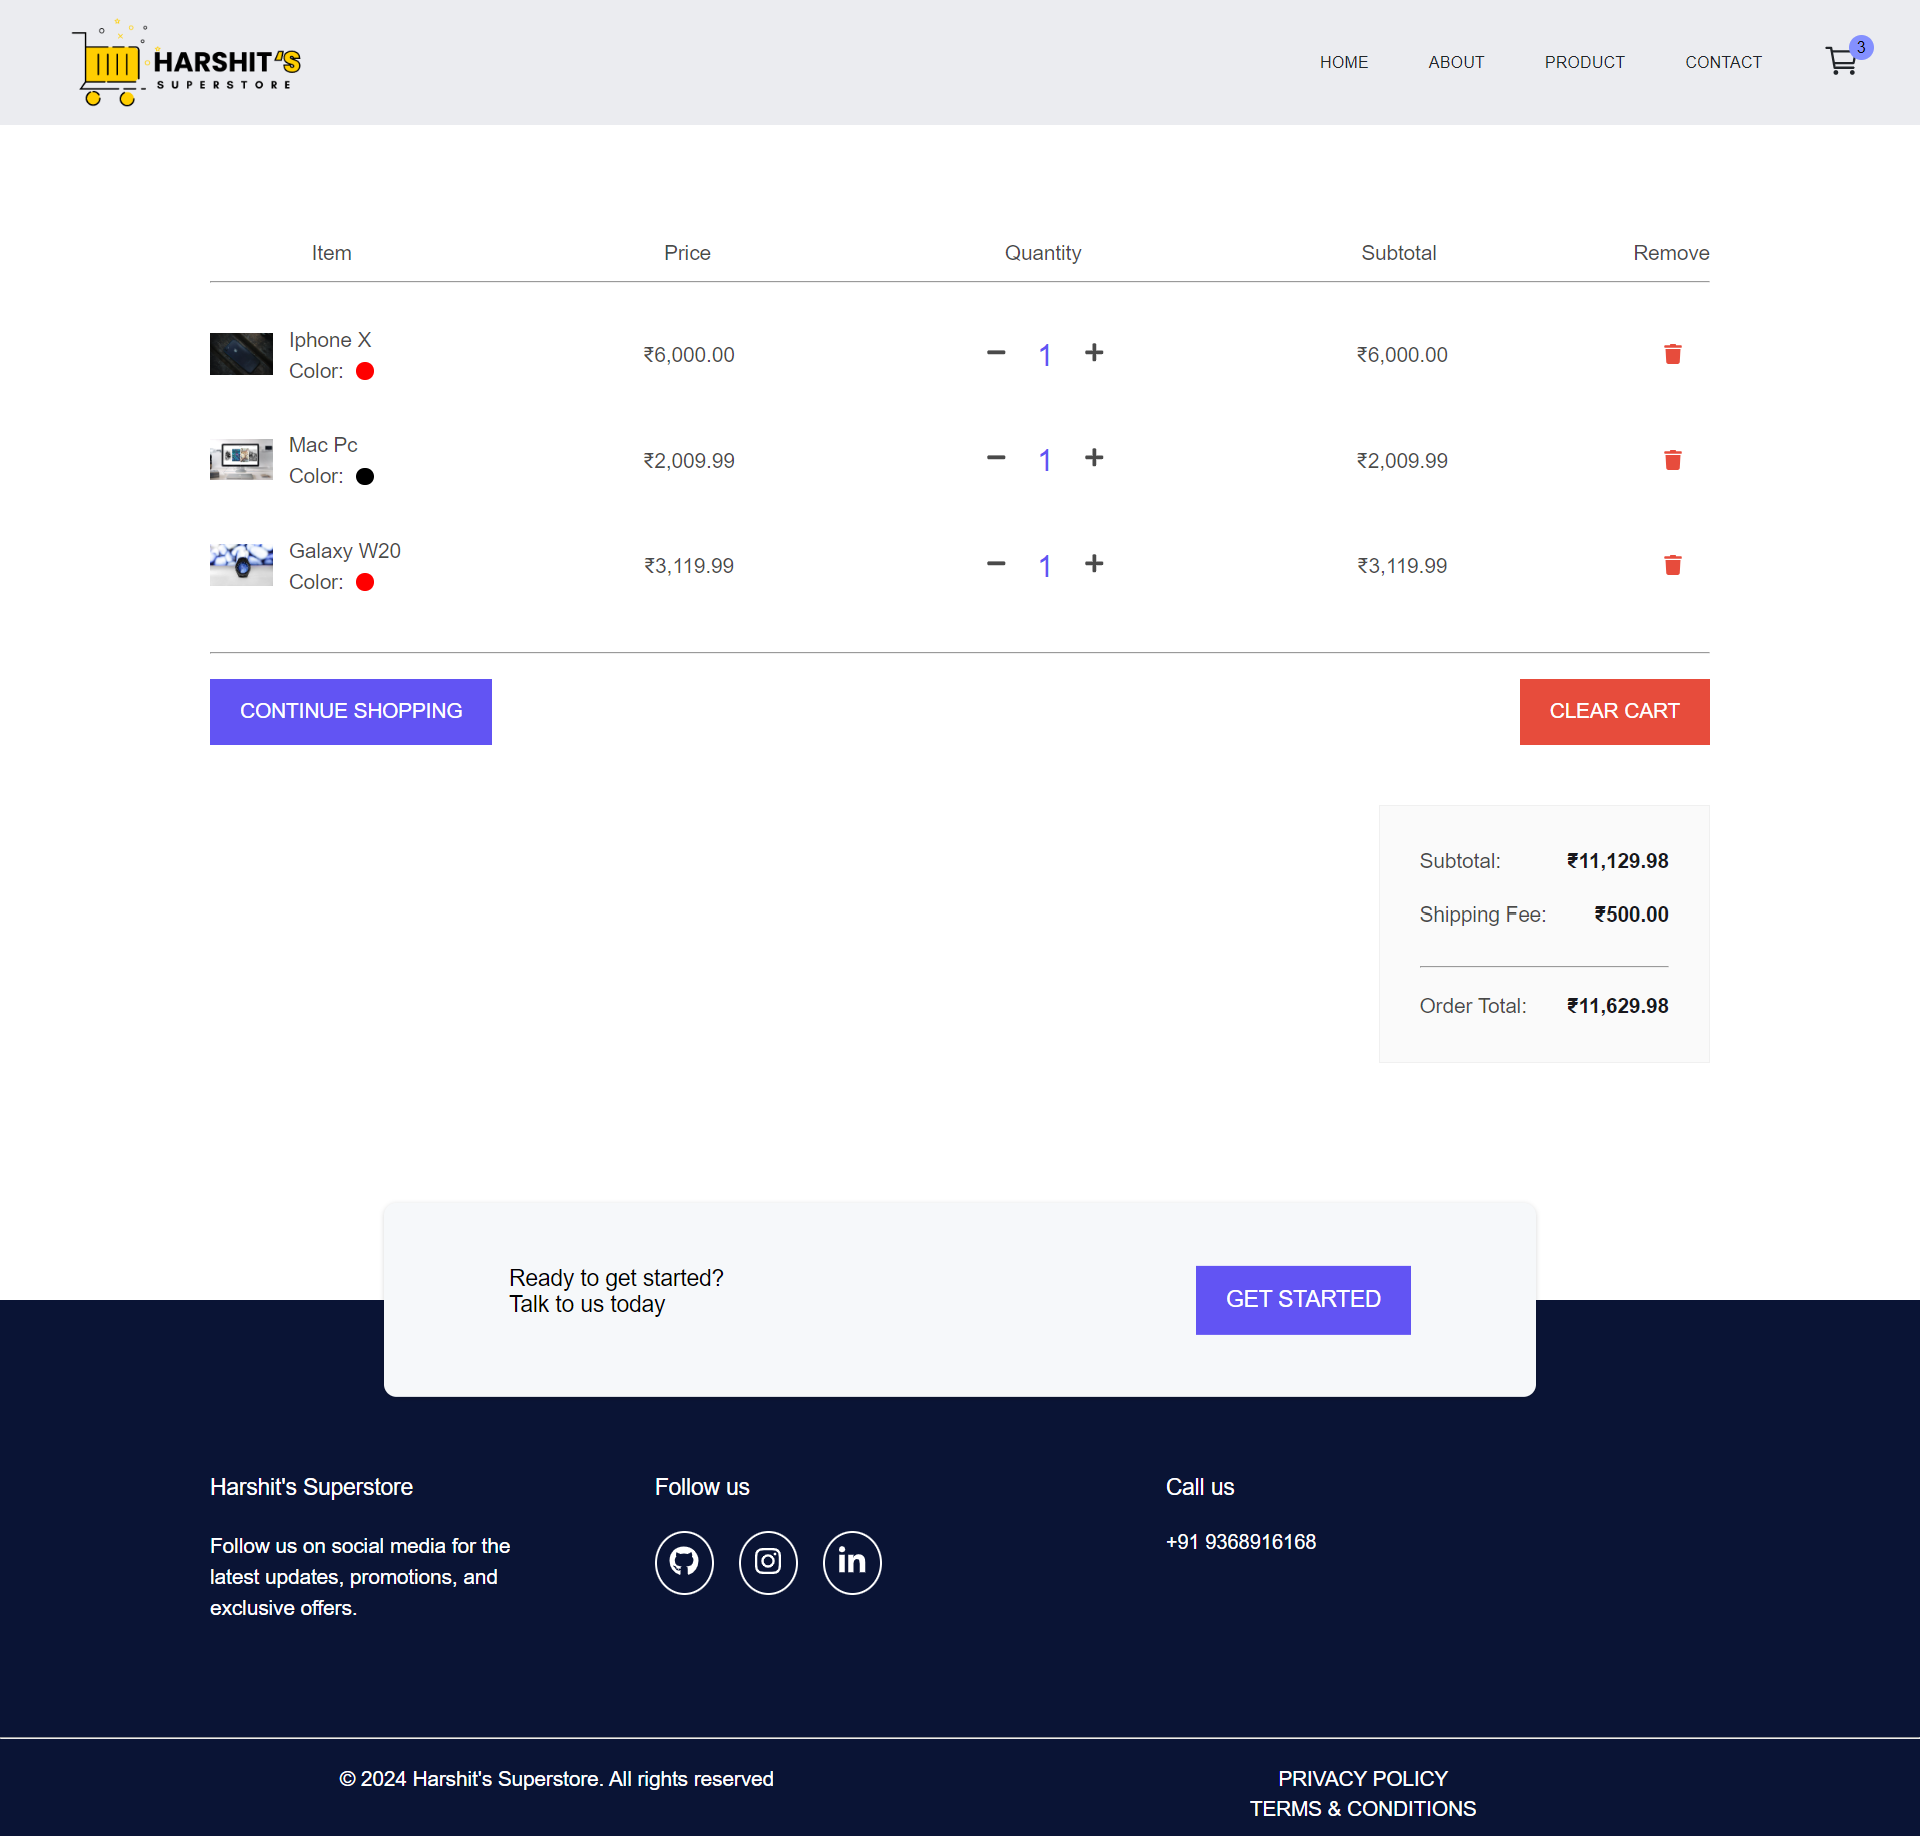 HARSHIT'S
SUPERSTORE
HOME ABOUT PRODUCT CONTACT 3
Item Price Quantity Subtotal Remove
Iphone X
Color:
₹6,000.00 1 ₹6,000.00
Mac Pc
Color:
₹2,009.99 1 ₹2,009.99
Galaxy W20
Color:
₹3,119.99 1 ₹3,119.99
CONTINUE SHOPPING CLEAR CART
Subtotal: ₹11,129.98
Shipping Fee: ₹500.00
Order Total: ₹11,629.98
Ready to get started?
Talk to us today
GET STARTED
Harshit's Superstore
Follow us on social media for the
latest updates, promotions, and
exclusive offers.
Follow us
Call us
+91 9368916168
© 2024 Harshit's Superstore. All rights reserved
PRIVACY POLICY
TERMS & CONDITIONS